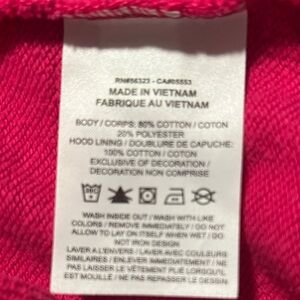 RN#56323 - CA#05553
MADE IN VIETNAM
FABRIQUE AU VIETNAM
BODY / CORPS: 80% COTTON / COTON
20% POLYESTER
HOOD LINING / DOUBLURE DE CAPUCHE:
100% COTTON / COTON
EXCLUSIVE OF DECORATION /
DECORATION NON COMPRISE
WASH INSIDE OUT / WASH WITH LIKE
COLORS / REMOVE IMMEDIATELY / DO NOT
ALLOW TO LAY ON ITSELF WHEN WET / DO
NOT IRON DESIGN
LAVER A L'ENVERS / LAVER AVEC COULEURS
SIMILAIRES / ENLEVER IMMEDIATEMENT / NE
PAS LAISSER LE VÊTEMENT PLIÉ LORSQU'IL
EST MOUILLÉ / NE PAS REPASSER LE DESSIN